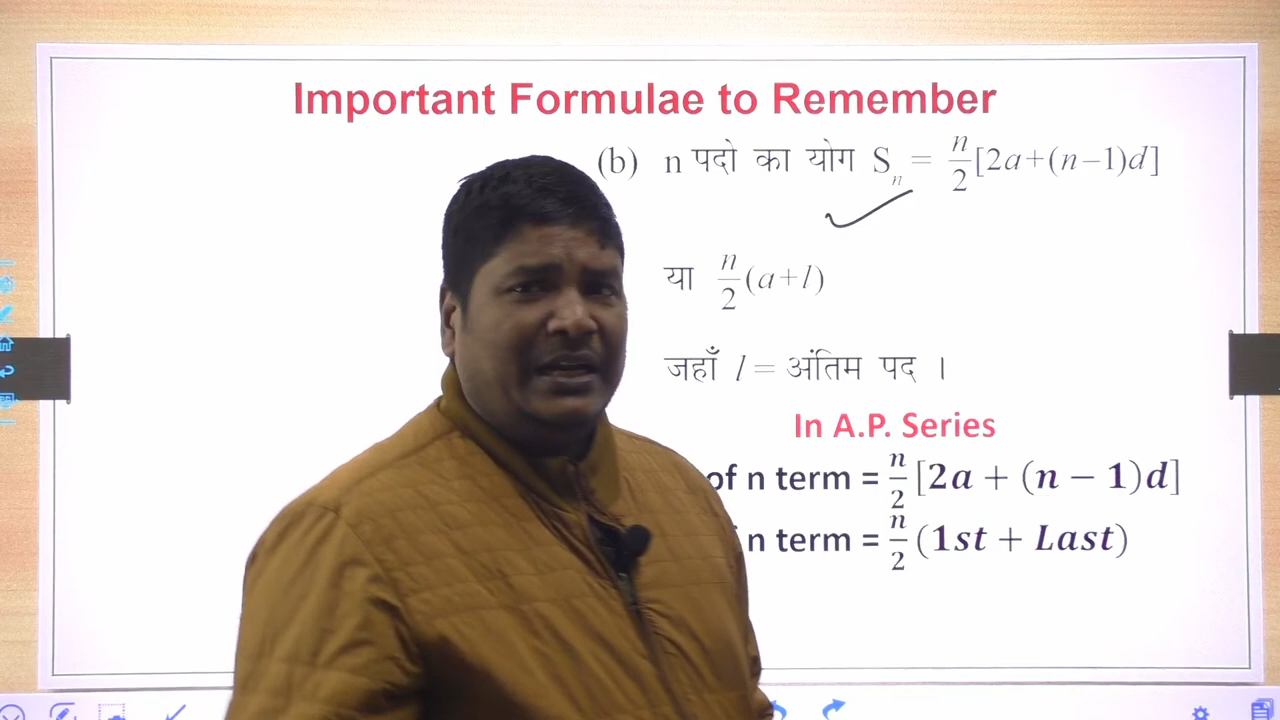 Important Formulae to Remember
(b) n पदो का योग Sₙ = n/2[2a+(n−1)d]
या n/2(a+l)
जहाँ l = अंतिम पद ।
In A.P. Series
of n term = n/2 [2a + (n − 1)d]
n term = n/2 (1st + Last)